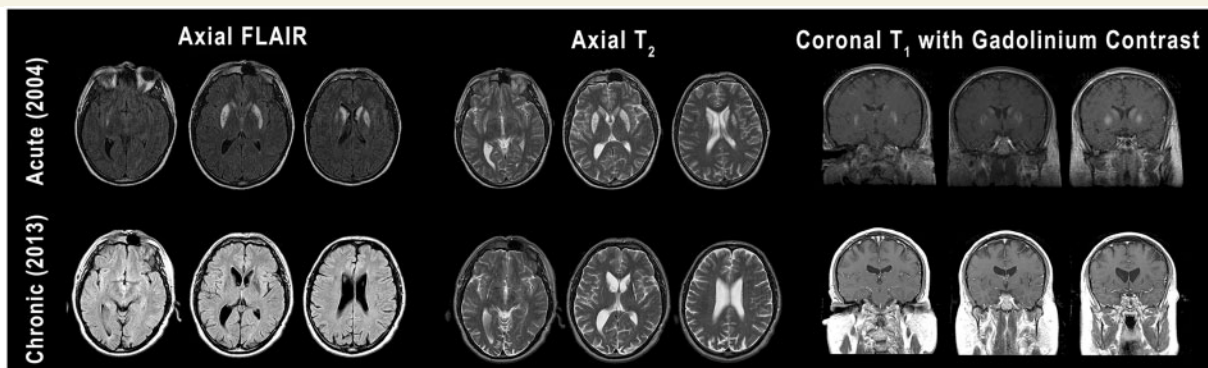 Axial FLAIR
Axial T₂
Coronal T₁ with Gadolinium Contrast
Acute (2004)
Chronic (2013)